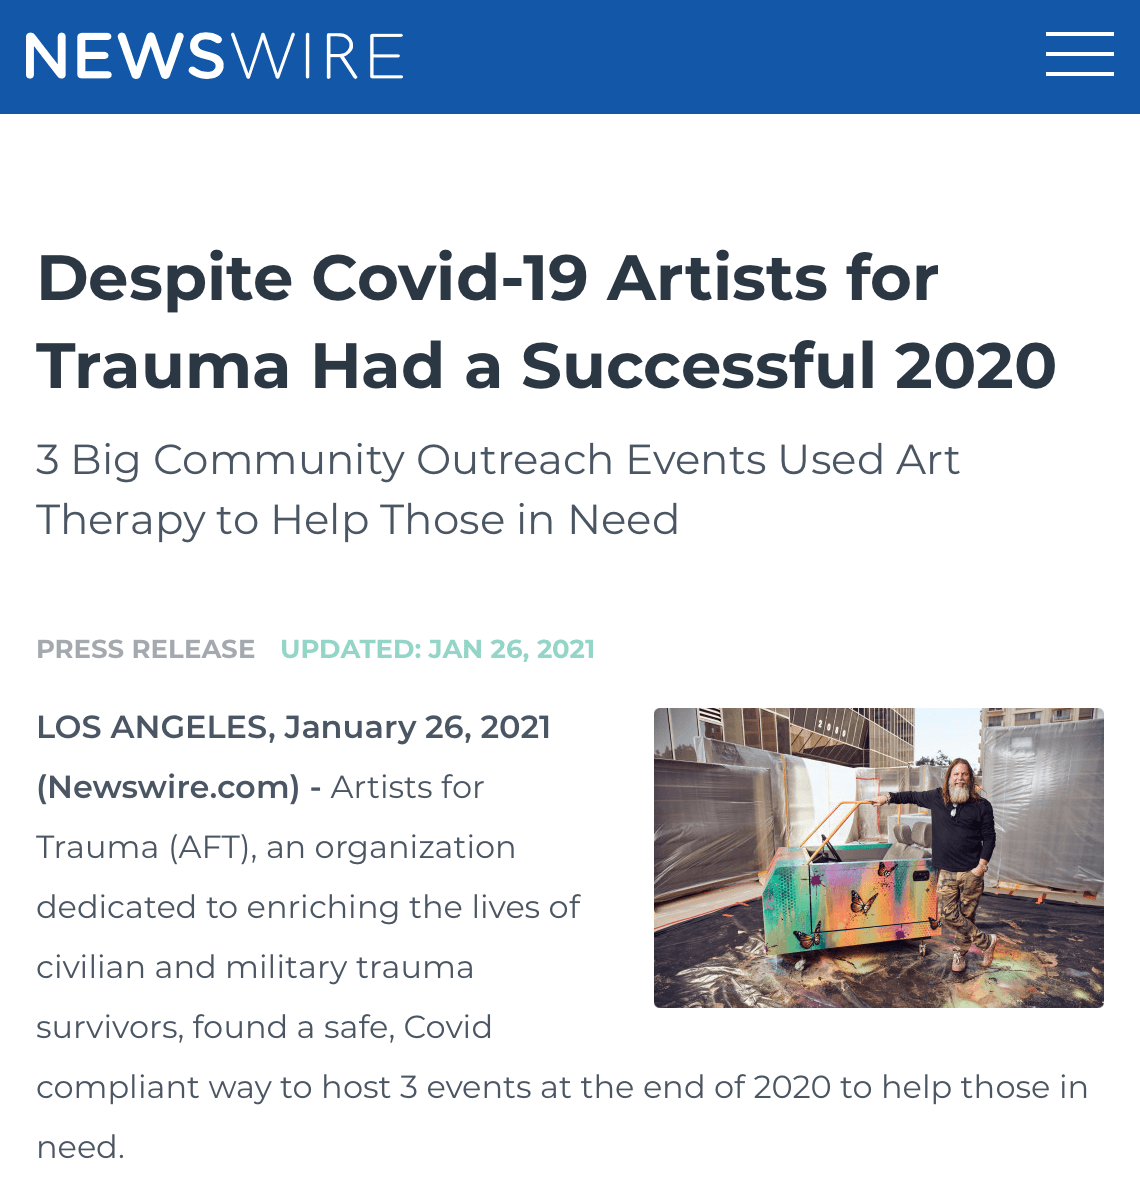 NEWSWIRE
Despite Covid-19 Artists for
Trauma Had a Successful 2020
3 Big Community Outreach Events Used Art
Therapy to Help Those in Need
PRESS RELEASE UPDATED: JAN 26, 2021
LOS ANGELES, January 26, 2021
(Newswire.com) - Artists for
Trauma (AFT), an organization
dedicated to enriching the lives of
civilian and military trauma
survivors, found a safe, Covid
compliant way to host 3 events at the end of 2020 to help those in
need.